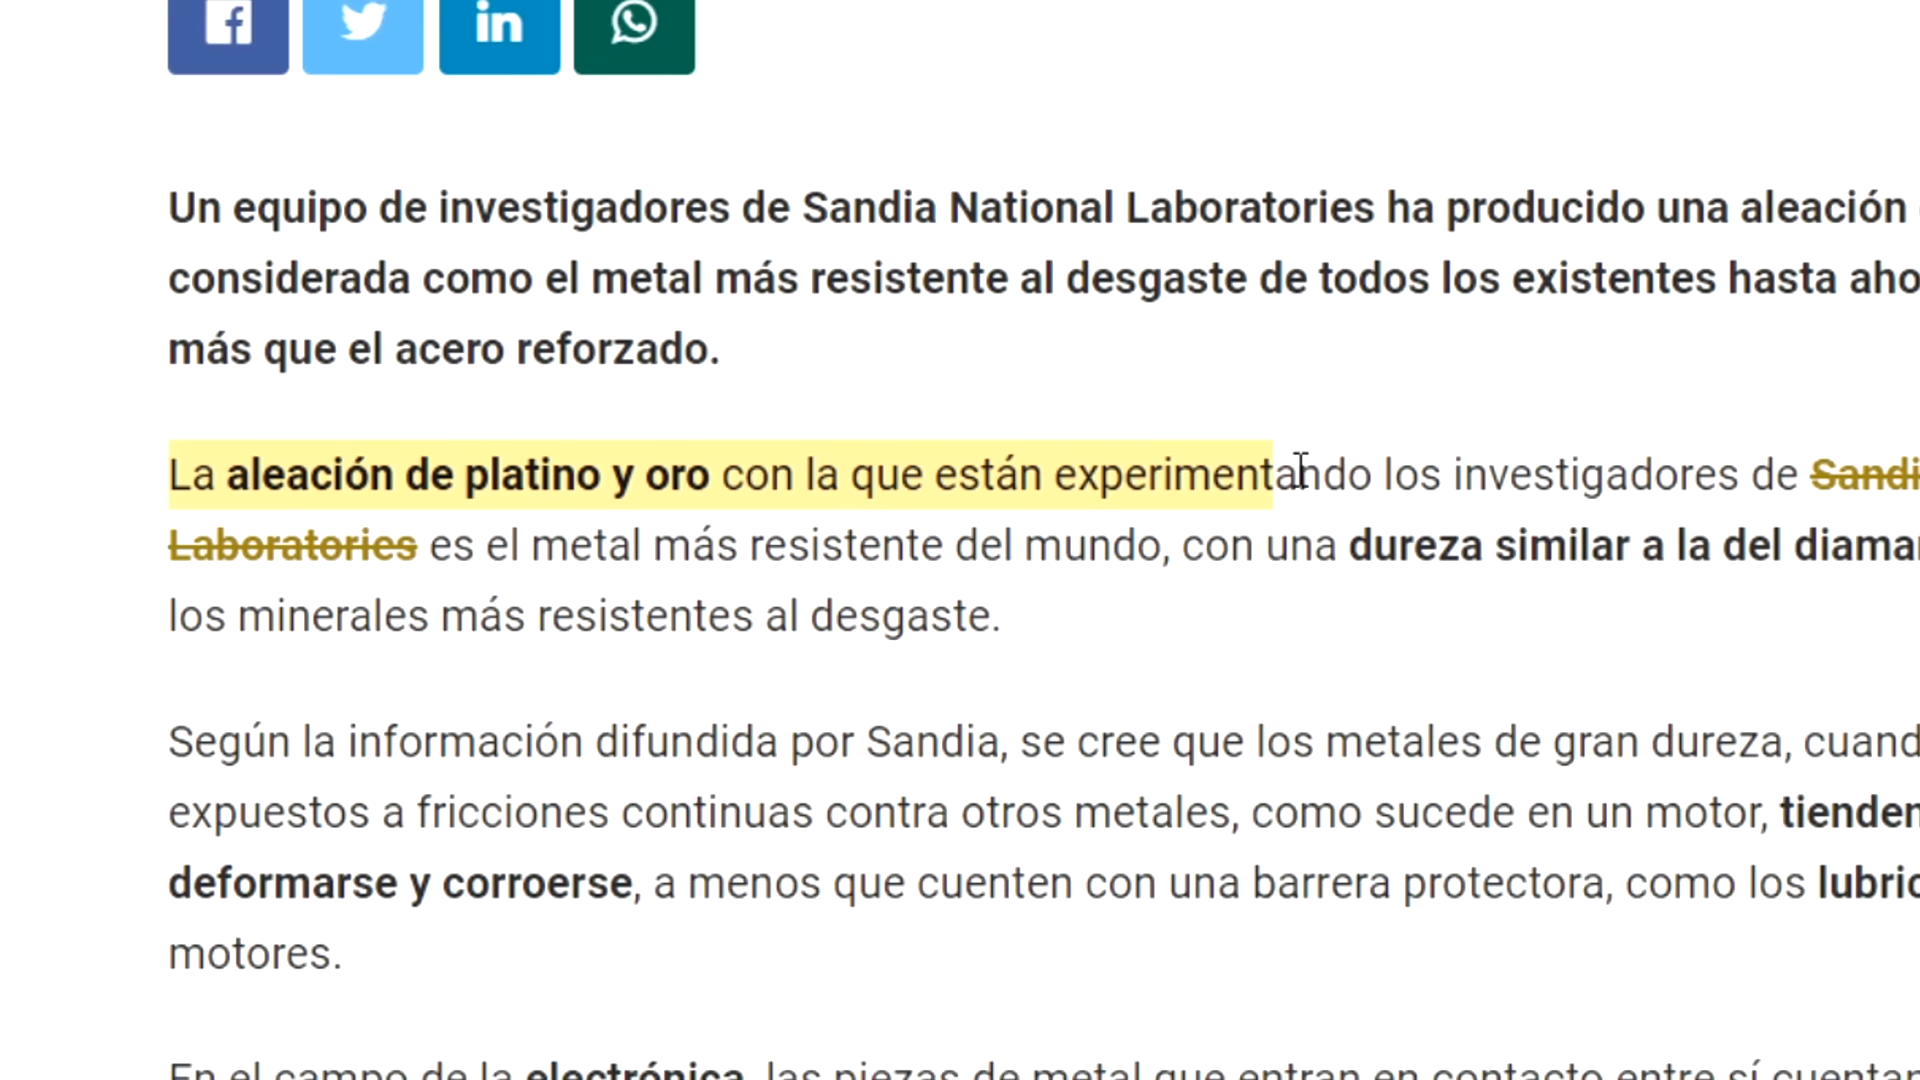 Un equipo de investigadores de Sandia National Laboratories ha producido una aleación
considerada como el metal más resistente al desgaste de todos los existentes hasta aho
más que el acero reforzado.
La aleación de platino y oro con la que están experimentando los investigadores de Sandi
Laboratories es el metal más resistente del mundo, con una dureza similar a la del diama
los minerales más resistentes al desgaste.
Según la información difundida por Sandia, se cree que los metales de gran dureza, cuand
expuestos a fricciones continuas contra otros metales, como sucede en un motor, tienden
deformarse y corroerse, a menos que cuenten con una barrera protectora, como los lubric
motores.
En el campo de la electrónica, las piezas de metal que entran en contacto entre sí cuentan